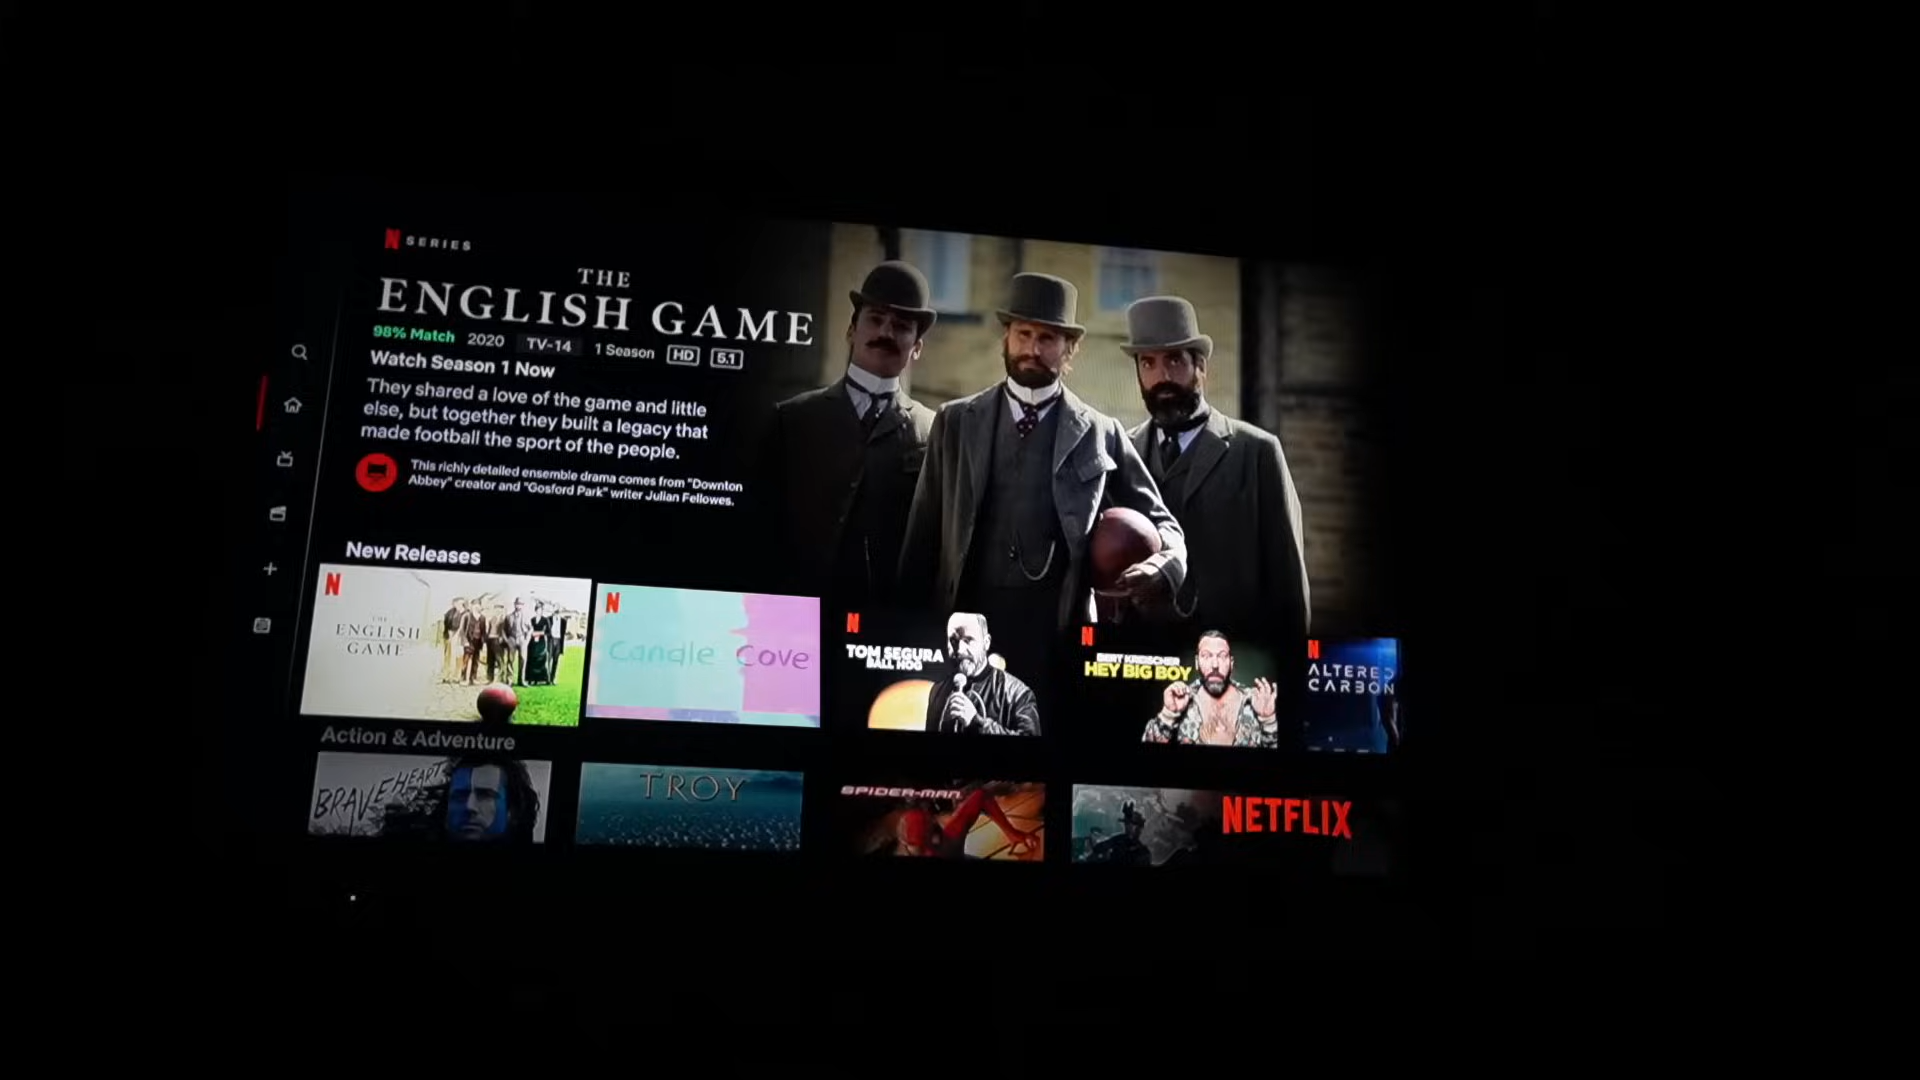 N SERIES
THE
ENGLISH GAME
98% Match 2020 TV-14 1 Season HD 5.1
Watch Season 1 Now
They shared a love of the game and little
else, but together they built a legacy that
made football the sport of the people.
This richly detailed ensemble drama comes from "Downton
Abbey" creator and "Gosford Park" writer Julian Fellowes.
New Releases
N
THE
ENGLISH
GAME
N
Candle Cove
N
TOM SEGURA
BALL HOG
N
BERT KREISCHER
HEY BIG BOY
N
ALTERED
CARBON
Action & Adventure
BRAVEHEART
TROY
SPIDER-MAN
NETFLIX